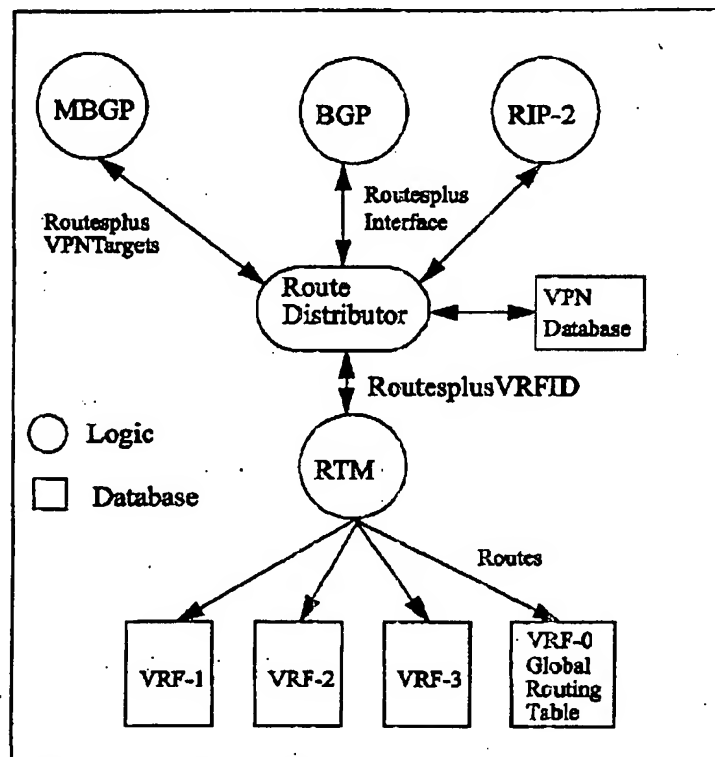 MBGP
BGP
RIP-2
Routesplus
VPNTargets
Routesplus
Interface
Route
Distributor
VPN
Database
RoutesplusVRFID
Logic
Database
RTM
Routes
VRF-1
VRF-2
VRF-3
VRF-0
Global
Routing
Table